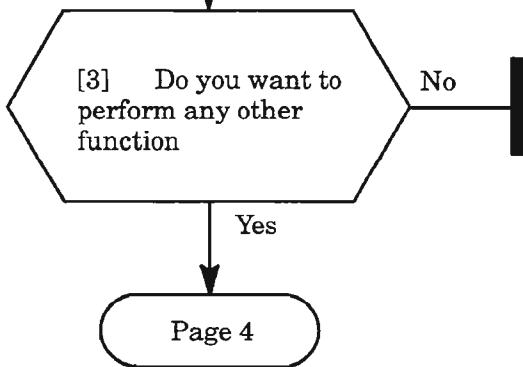 [3] Do you want to
perform any other
function
No
Yes
Page 4